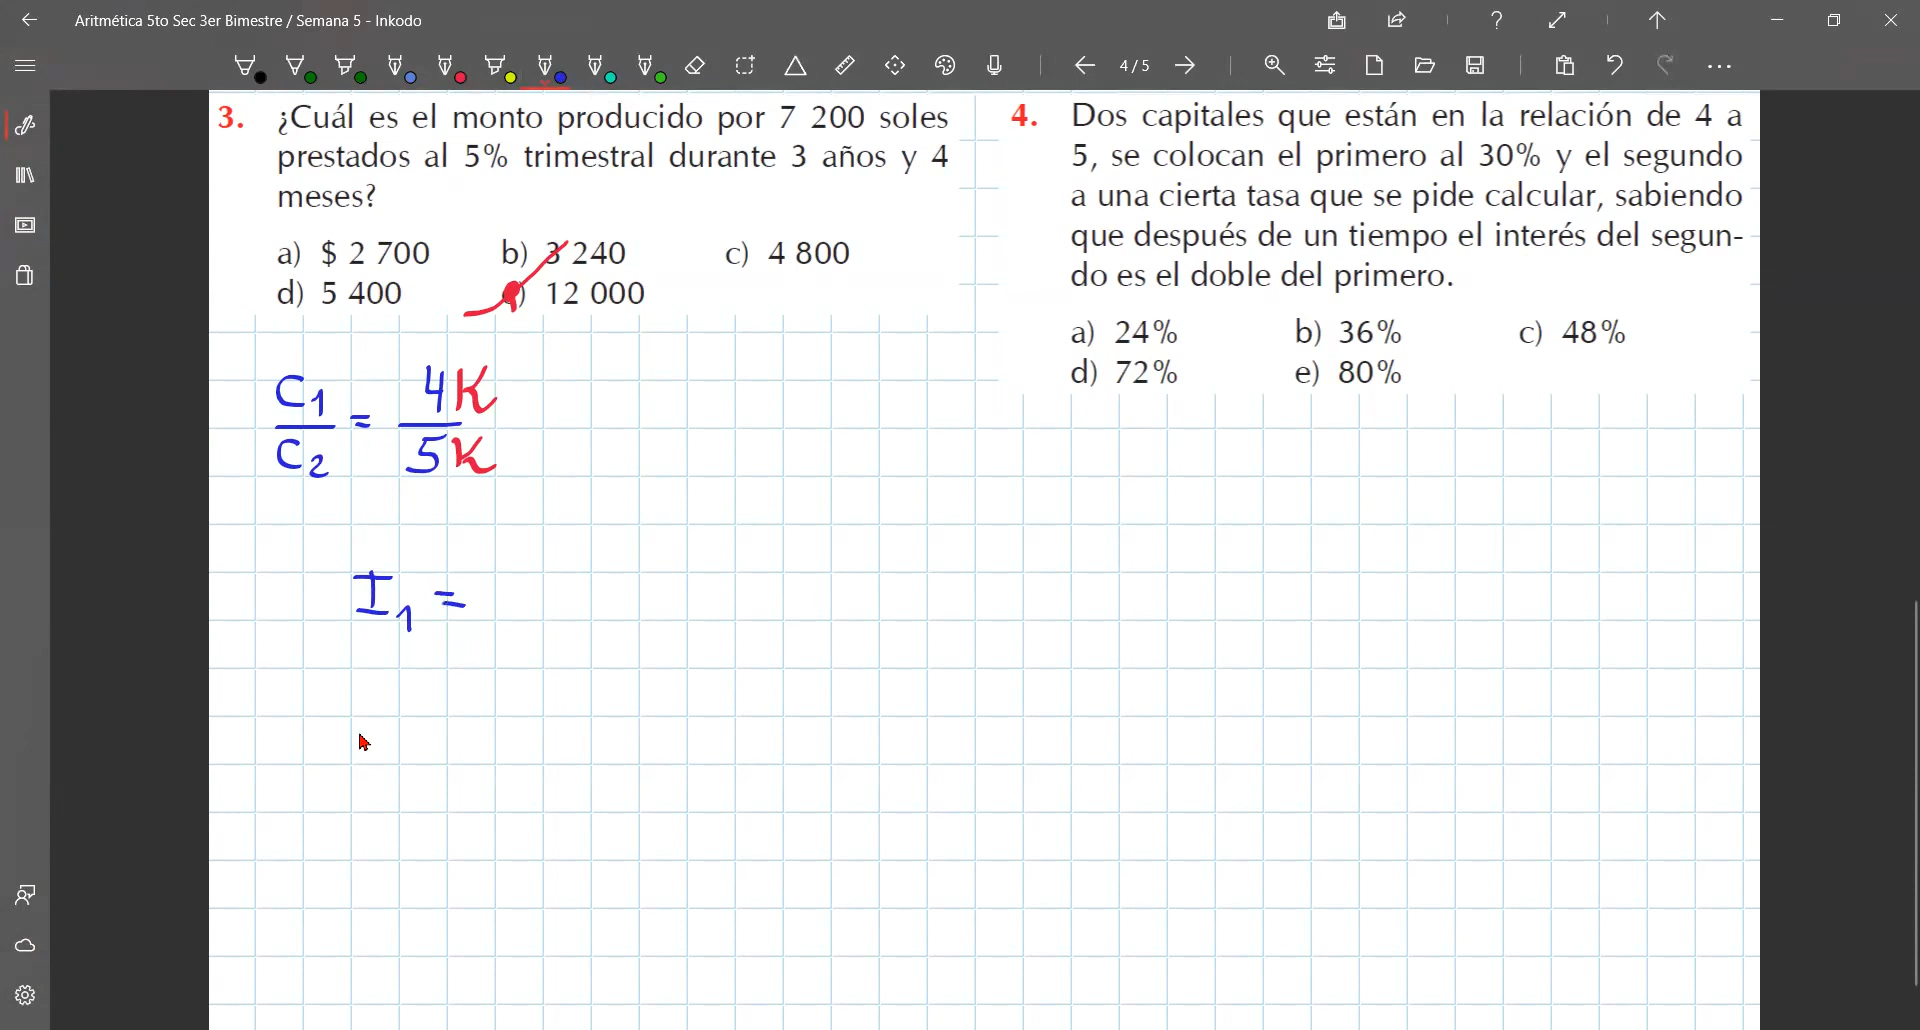 Aritmética 5to Sec 3er Bimestre / Semana 5 - Inkodo
4 / 5
3. ¿Cuál es el monto producido por 7 200 soles
prestados al 5% trimestral durante 3 años y 4
meses?
a) $ 2 700 b) 3 240 c) 4 800
d) 5 400 e) 12 000
4. Dos capitales que están en la relación de 4 a
5, se colocan el primero al 30% y el segundo
a una cierta tasa que se pide calcular, sabiendo
que después de un tiempo el interés del segun-
do es el doble del primero.
a) 24% b) 36% c) 48%
d) 72% e) 80%
C1 / C2 = 4K / 5K
I1 =